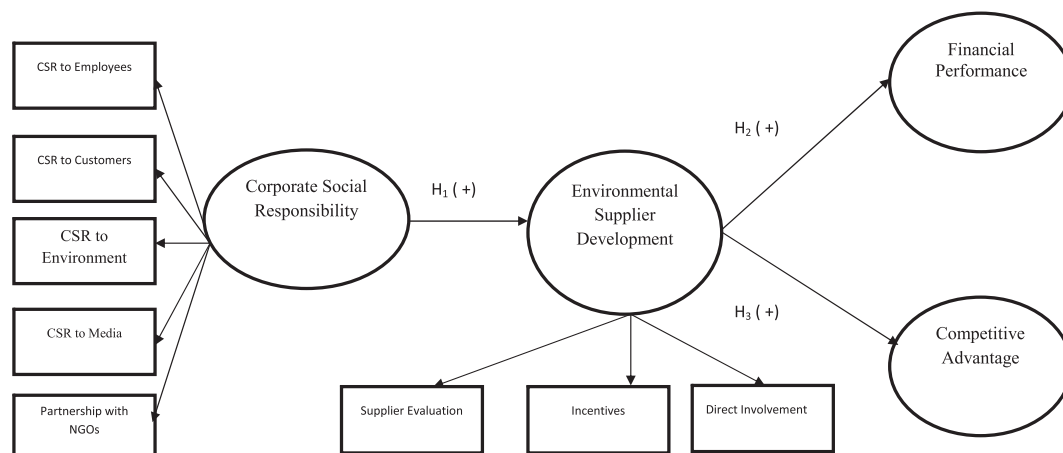 CSR to Employees
CSR to Customers
CSR to
Environment
CSR to Media
Partnership with
NGOs
Corporate Social
Responsibility
H₁ ( +)
Environmental
Supplier
Development
Supplier Evaluation
Incentives
Direct Involvement
H₂ ( +)
H₃ (+)
Financial
Performance
Competitive
Advantage